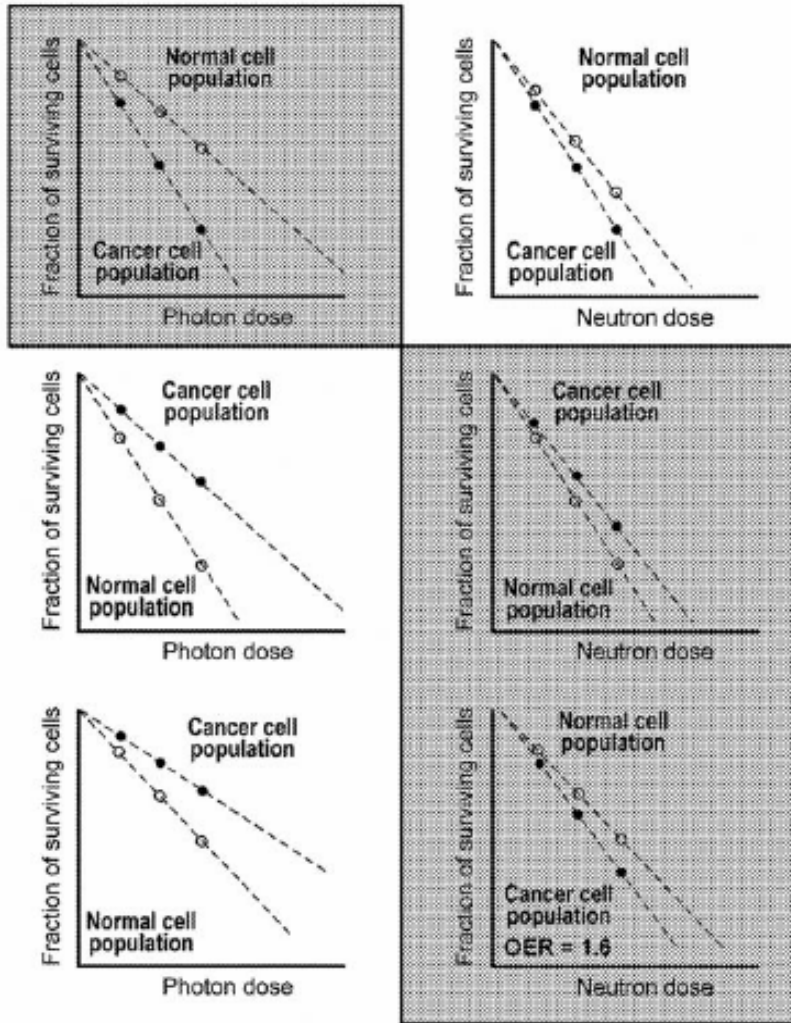 Fraction of surviving cells
Normal cell
population
Cancer cell
population
Photon dose
Fraction of surviving cells
Normal cell
population
Cancer cell
population
Neutron dose
Fraction of surviving cells
Cancer cell
population
Normal cell
population
Photon dose
Fraction of surviving cells
Cancer cell
population
Normal cell
population
Neutron dose
Fraction of surviving cells
Cancer cell
population
Normal cell
population
Photon dose
Fraction of surviving cells
Normal cell
population
Cancer cell
population
OER = 1.6
Neutron dose